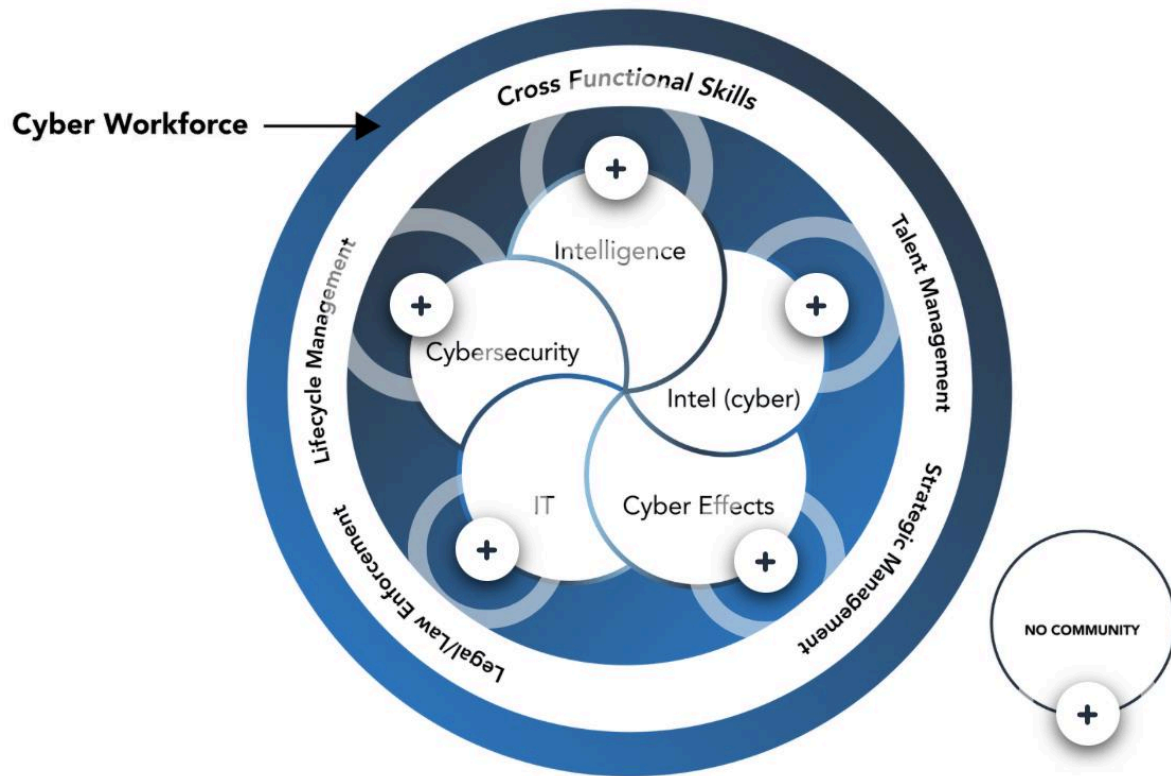 Cross Functional Skills
Cyber Workforce
Talent Management
Lifecycle Management
+
Intelligence
+
+
Cybersecurity
Intel (cyber)
IT
Cyber Effects
+
+
Strategic Management
Legal/Law Enforcement
NO COMMUNITY
+